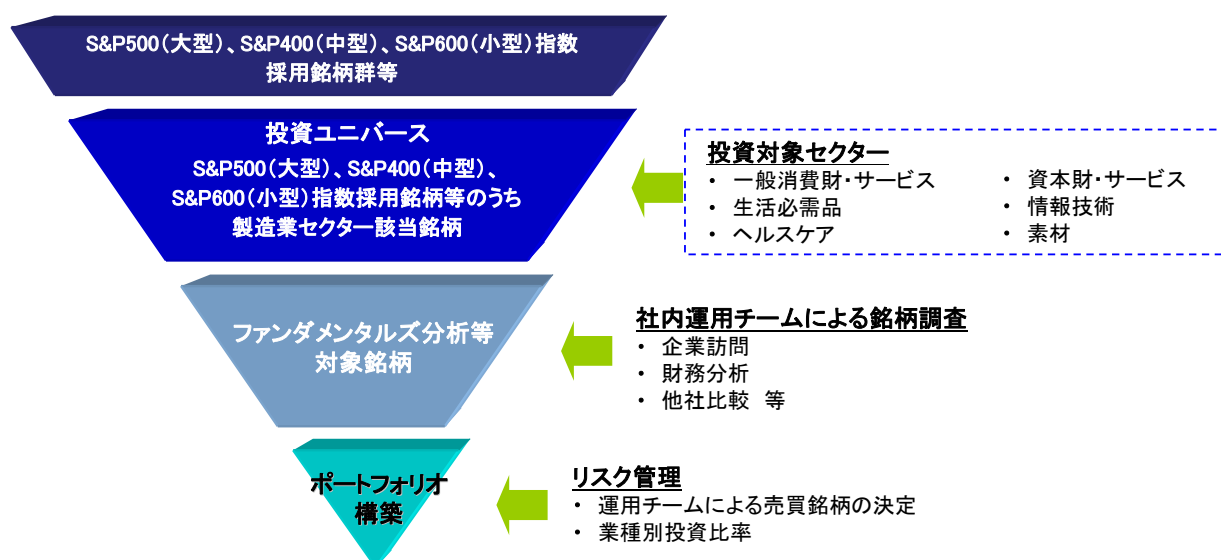 S&P500（大型）、S&P400（中型）、S&P600（小型）指数
採用銘柄群等
投資ユニバース
S&P500（大型）、S&P400（中型）、
S&P600（小型）指数採用銘柄等のうち
製造業セクター該当銘柄
投資対象セクター
・ 一般消費財・サービス
・ 生活必需品
・ ヘルスケア
・ 資本財・サービス
・ 情報技術
・ 素材
ファンダメンタルズ分析等
対象銘柄
社内運用チームによる銘柄調査
・ 企業訪問
・ 財務分析
・ 他社比較 等
ポートフォリオ
構築
リスク管理
・ 運用チームによる売買銘柄の決定
・ 業種別投資比率